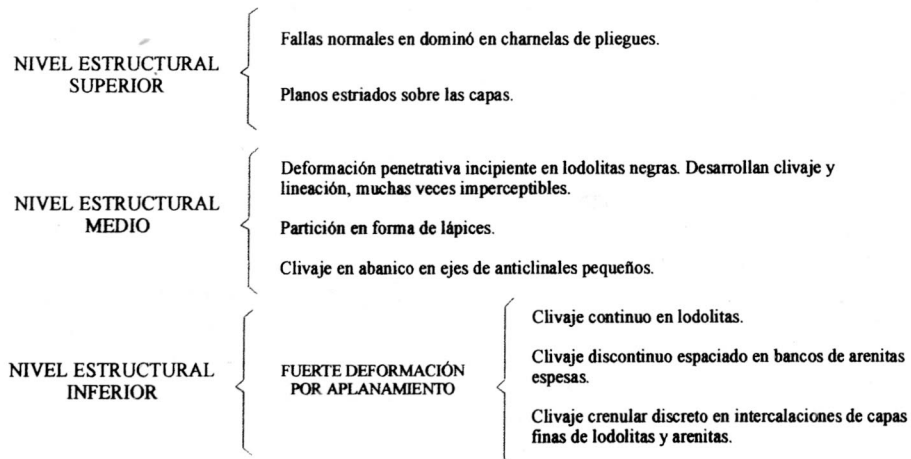 NIVEL ESTRUCTURAL
SUPERIOR
Fallas normales en dominó en charnelas de pliegues.
Planos estriados sobre las capas.
NIVEL ESTRUCTURAL
MEDIO
Deformación penetrativa incipiente en lodolitas negras. Desarrollan clivaje y
lineación, muchas veces imperceptibles.
Partición en forma de lápices.
Clivaje en abanico en ejes de anticlinales pequeños.
NIVEL ESTRUCTURAL
INFERIOR
FUERTE DEFORMACIÓN
POR APLANAMIENTO
Clivaje continuo en lodolitas.
Clivaje discontinuo espaciado en bancos de arenitas
espesas.
Clivaje crenular discreto en intercalaciones de capas
finas de lodolitas y arenitas.